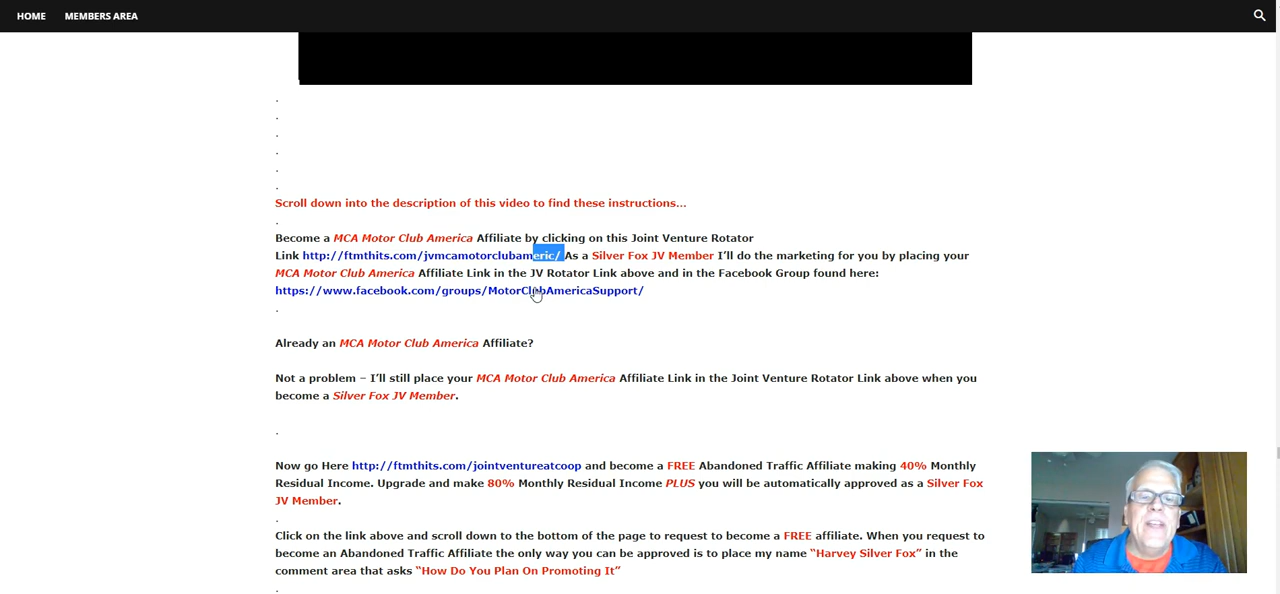 HOME MEMBERS AREA
.
.
.
.
.
.
Scroll down into the description of this video to find these instructions...
.
Become a MCA Motor Club America Affiliate by clicking on this Joint Venture Rotator
Link http://ftmthits.com/jvmcamotorclubameric/ As a Silver Fox JV Member I'll do the marketing for you by placing your
MCA Motor Club America Affiliate Link in the JV Rotator Link above and in the Facebook Group found here:
https://www.facebook.com/groups/MotorClubAmericaSupport/
.
Already an MCA Motor Club America Affiliate?
Not a problem – I'll still place your MCA Motor Club America Affiliate Link in the Joint Venture Rotator Link above when you
become a Silver Fox JV Member.
.
Now go Here http://ftmthits.com/jointventureatcoop and become a FREE Abandoned Traffic Affiliate making 40% Monthly
Residual Income. Upgrade and make 80% Monthly Residual Income PLUS you will be automatically approved as a Silver Fox
JV Member.
.
Click on the link above and scroll down to the bottom of the page to request to become a FREE affiliate. When you request to
become an Abandoned Traffic Affiliate the only way you can be approved is to place my name “Harvey Silver Fox” in the
comment area that asks “How Do You Plan On Promoting It”
.